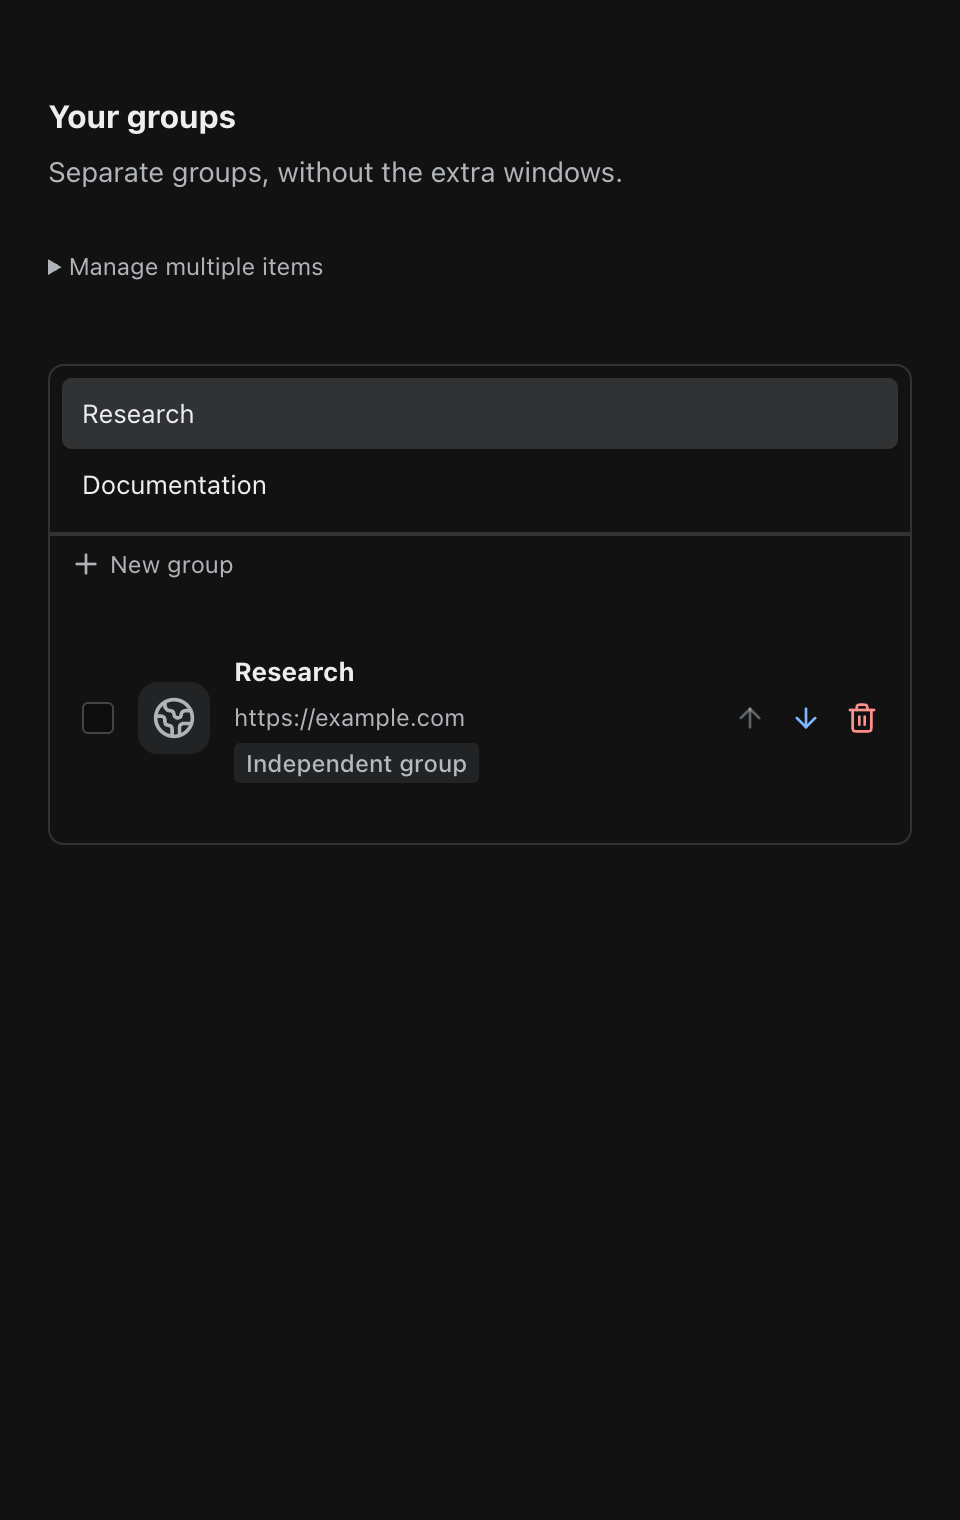 Your groups
Separate groups, without the extra windows.
Manage multiple items
Research
Documentation
New group
Research
https://example.com
Independent group